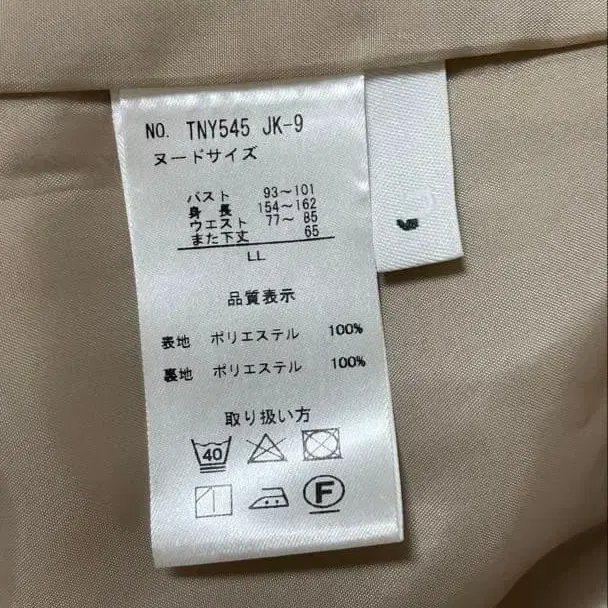 NO. TNY545 JK-9
ヌードサイズ
バスト 93〜101
身長 154〜162
ウエスト 77〜 85
また下丈 65
LL
品質表示
表地 ポリエステル 100%
裏地 ポリエステル 100%
取り扱い方
40
F